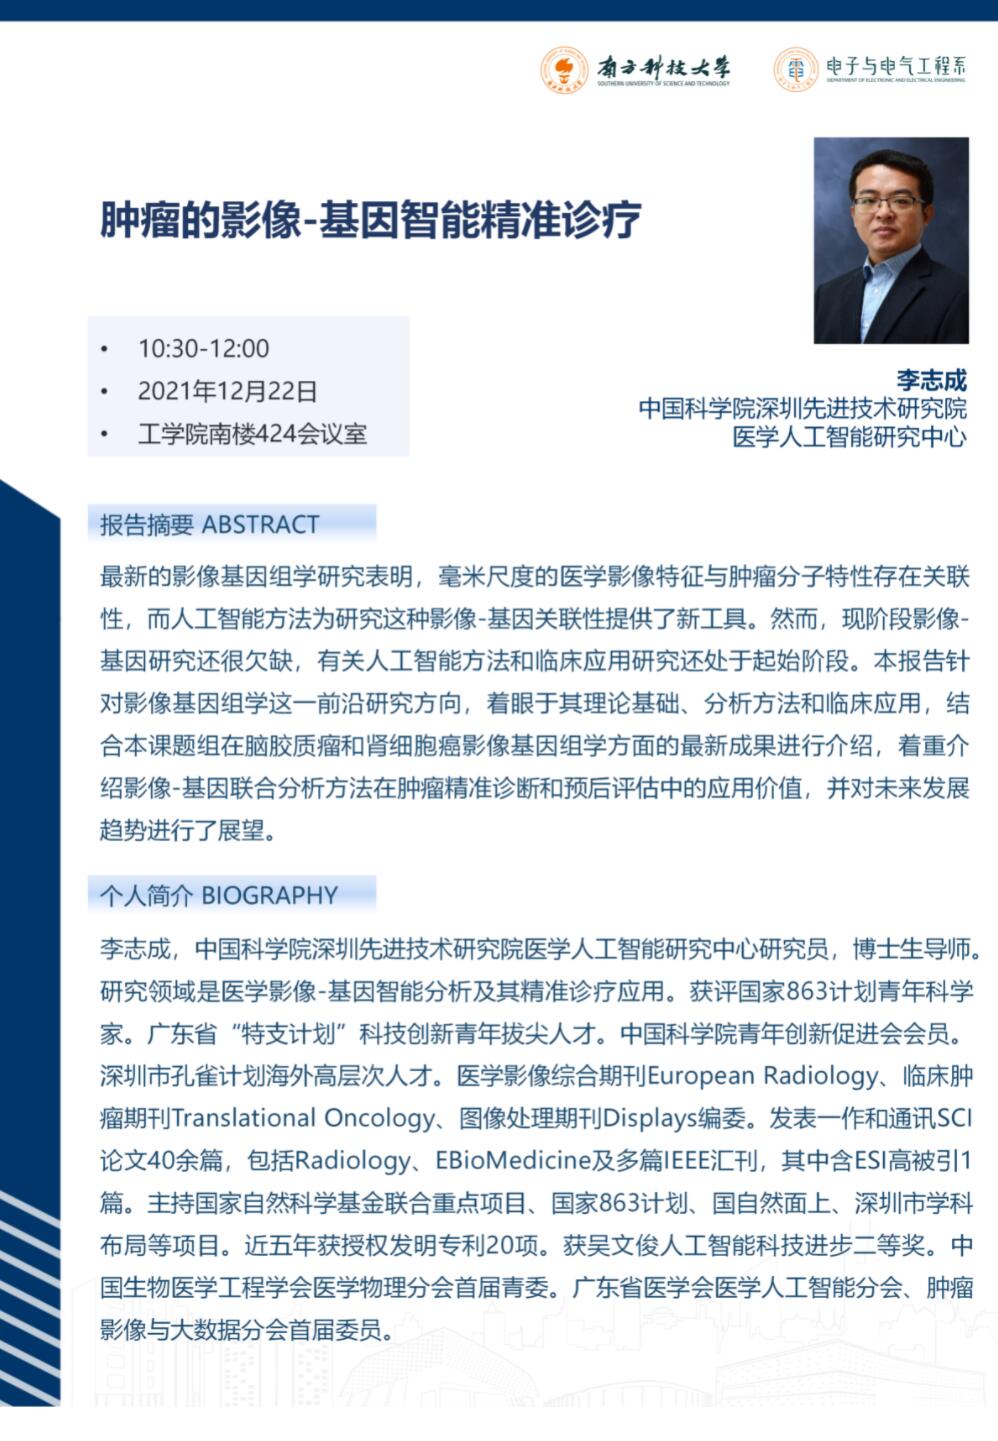 南方科技大学
SOUTHERN UNIVERSITY OF SCIENCE AND TECHNOLOGY
电子与电气工程系
DEPARTMENT OF ELECTRONIC AND ELECTRICAL ENGINEERING
肿瘤的影像-基因智能精准诊疗
• 10:30-12:00
• 2021年12月22日
• 工学院南楼424会议室
李志成
中国科学院深圳先进技术研究院
医学人工智能研究中心
报告摘要 ABSTRACT
最新的影像基因组学研究表明，毫米尺度的医学影像特征与肿瘤分子特性存在关联
性，而人工智能方法为研究这种影像-基因关联性提供了新工具。然而，现阶段影像-
基因研究还很欠缺，有关人工智能方法和临床应用研究还处于起始阶段。本报告针
对影像基因组学这一前沿研究方向，着眼于其理论基础、分析方法和临床应用，结
合本课题组在脑胶质瘤和肾细胞癌影像基因组学方面的最新成果进行介绍，着重介
绍影像-基因联合分析方法在肿瘤精准诊断和预后评估中的应用价值，并对未来发展
趋势进行了展望。
个人简介 BIOGRAPHY
李志成，中国科学院深圳先进技术研究院医学人工智能研究中心研究员，博士生导师。
研究领域是医学影像-基因智能分析及其精准诊疗应用。获评国家863计划青年科学
家。广东省“特支计划”科技创新青年拔尖人才。中国科学院青年创新促进会会员。
深圳市孔雀计划海外高层次人才。医学影像综合期刊European Radiology、临床肿
瘤期刊Translational Oncology、图像处理期刊Displays编委。发表一作和通讯SCI
论文40余篇，包括Radiology、EBioMedicine及多篇IEEE汇刊，其中含ESI高被引1
篇。主持国家自然科学基金联合重点项目、国家863计划、国自然面上、深圳市学科
布局等项目。近五年获授权发明专利20项。获吴文俊人工智能科技进步二等奖。中
国生物医学工程学会医学物理分会首届青委。广东省医学会医学人工智能分会、肿瘤
影像与大数据分会首届委员。